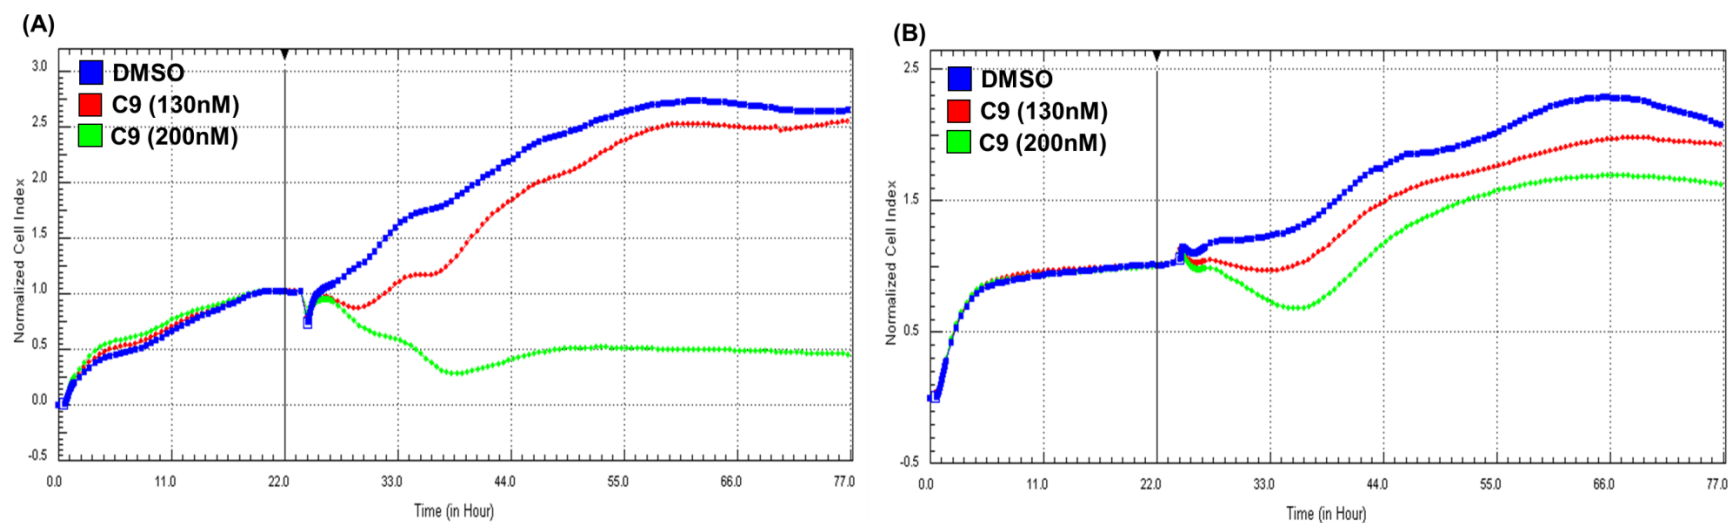 (A)
3.0
2.5
2.0
1.5
1.0
0.5
0.0
-0.5
Normalized Cell Index
DMSO
C9 (130nM)
C9 (200nM)
0.0 11.0 22.0 33.0 44.0 55.0 66.0 77.0
Time (in Hour)
(B)
2.5
1.5
0.5
-0.5
Normalized Cell Index
DMSO
C9 (130nM)
C9 (200nM)
0.0 11.0 22.0 33.0 44.0 55.0 66.0 77.0
Time (in Hour)